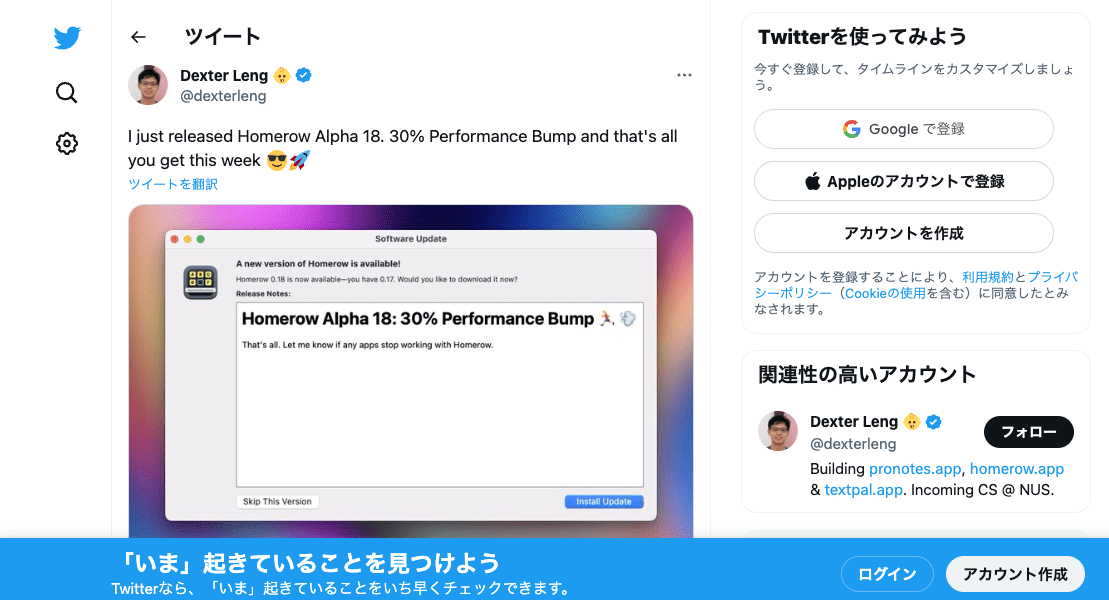 ツイート
Dexter Leng
@dexterleng
I just released Homerow Alpha 18. 30% Performance Bump and that's all
you get this week 😎🚀
ツイートを翻訳
Software Update
A new version of Homerow is available!
Homerow 0.18 is now available—you have 0.17. Would you like to download it now?
Release Notes:
Homerow Alpha 18: 30% Performance Bump 🏃‍♀️ 💨
That's all. Let me know if any apps stop working with Homerow.
Skip This Version
Install Update
Twitterを使ってみよう
今すぐ登録して、タイムラインをカスタマイズしましょ
う。
Google で登録
Appleのアカウントで登録
アカウントを作成
アカウントを登録することにより、利用規約とプライバ
シーポリシー（Cookieの使用を含む）に同意したとみ
なされます。
関連性の高いアカウント
Dexter Leng
@dexterleng
フォロー
Building pronotes.app, homerow.app
& textpal.app. Incoming CS @ NUS.
「いま」起きていることを見つけよう
Twitterなら、「いま」起きていることをいち早くチェックできます。
ログイン
アカウント作成